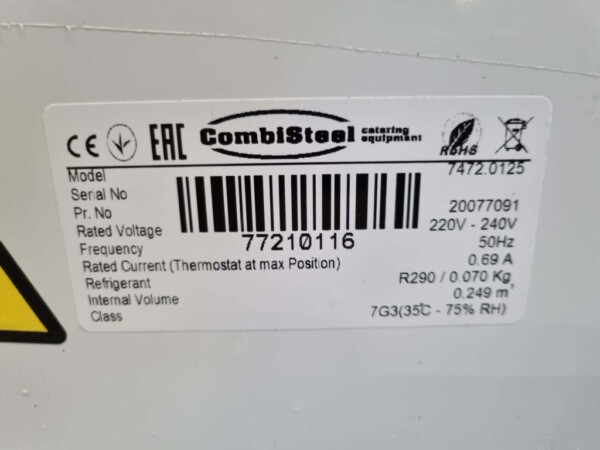 CE EAC CombiSteel catering equipment RoHS
Model 7472.0125
Serial No
Pr. No 20077091
Rated Voltage 220V - 240V
77210116
Frequency 50Hz
Rated Current (Thermostat at max Position) 0.69 A
Refrigerant R290 / 0.070 Kg
Internal Volume 0.249 m³
Class 7G3(35℃ - 75% RH)